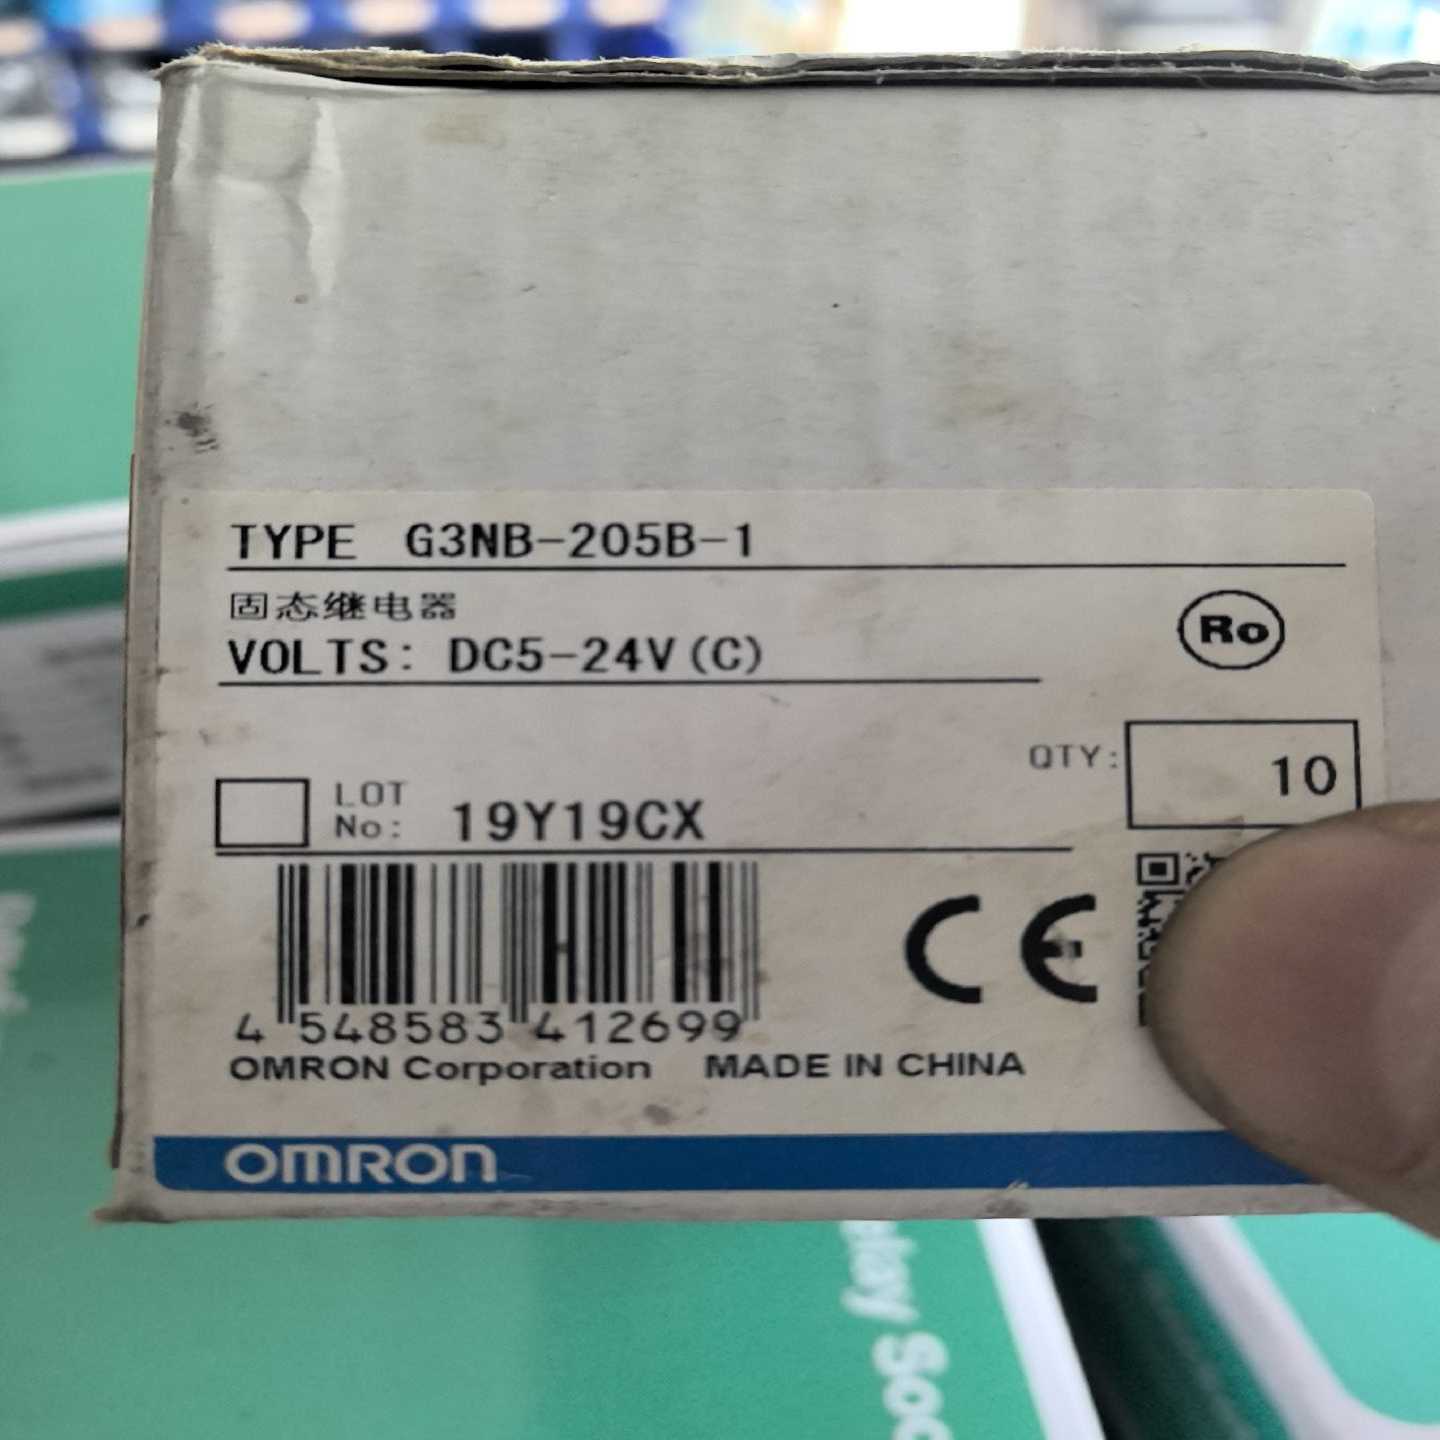 TYPE G3NB-205B-1
固态继电器
VOLTS: DC5-24V(C)
Ro
QTY: 10
LOT
No: 19Y19CX
4 548583 412699
CE
OMRON Corporation MADE IN CHINA
OMRON